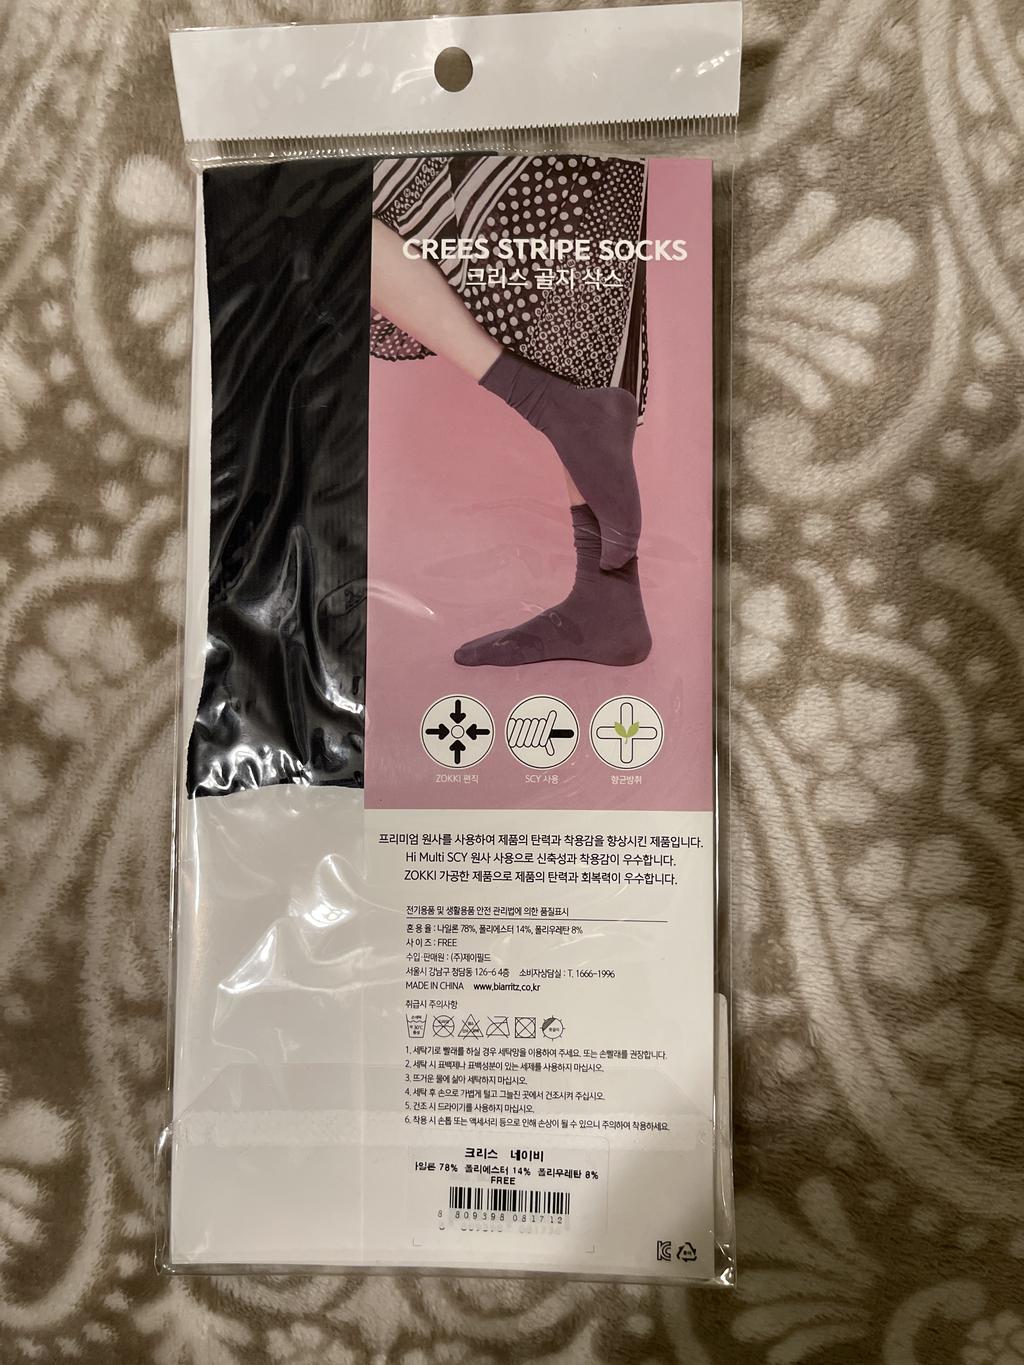 CREES STRIPE SOCKS
크리스 골지 삭스
ZOKKI 편직
SCY 사용
항균방취
프리미엄 원사를 사용하여 제품의 탄력과 착용감을 향상시킨 제품입니다.
Hi Multi SCY 원사 사용으로 신축성과 착용감이 우수합니다.
ZOKKI 가공한 제품으로 제품의 탄력과 회복력이 우수합니다.
전기용품 및 생활용품 안전 관리법에 의한 품질표시
혼 용 율 : 나일론 78%, 폴리에스터 14%, 폴리우레탄 8%
사 이 즈 : FREE
수입·판매원 : (주)제이필드
서울시 강남구 청담동 126-6 4층 소비자상담실 : T. 1666-1996
MADE IN CHINA www.biarritz.co.kr
취급시 주의사항
1. 세탁기로 빨래를 하실 경우 세탁망을 이용하여 주세요. 또는 손빨래를 권장합니다.
2. 세탁 시 표백제나 표백성분이 있는 세제를 사용하지 마십시오.
3. 뜨거운 물에 삶아 세탁하지 마십시오.
4. 세탁 후 손으로 가볍게 털고 그늘진 곳에서 건조시켜 주십시오.
5. 건조 시 드라이기를 사용하지 마십시오.
6. 착용 시 손톱 또는 액세서리 등으로 인해 손상이 될 수 있으니 주의하여 착용하세요.
크리스 네이비
나일론 78% 폴리에스터 14% 폴리우레탄 8%
FREE
8 809398 081712